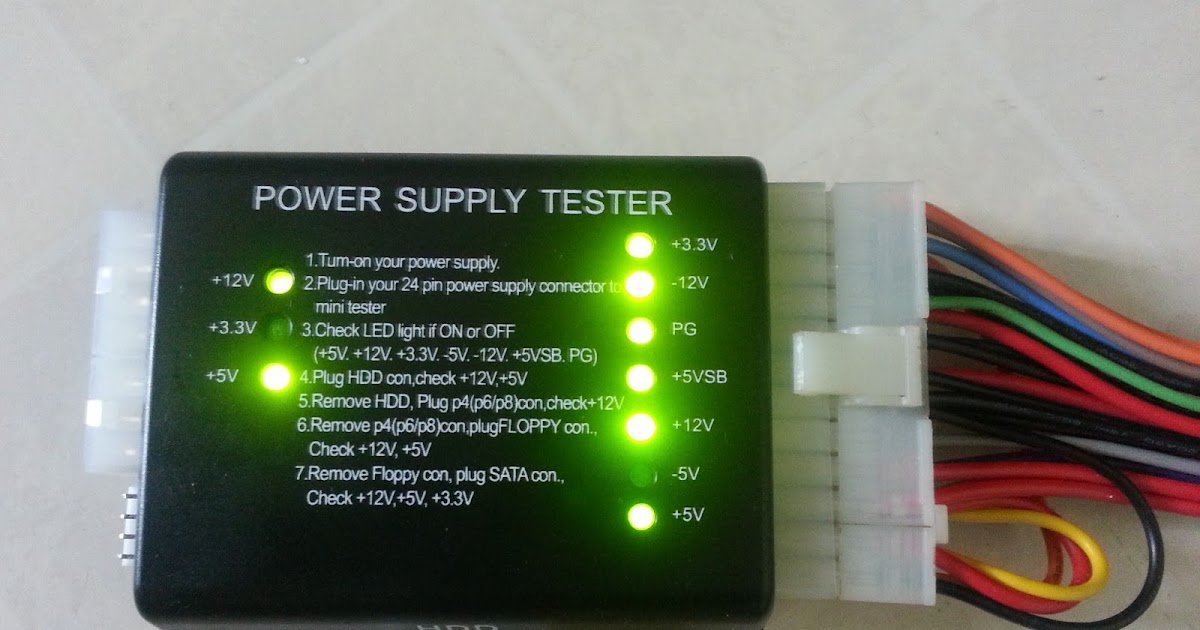 POWER SUPPLY TESTER
1.Turn-on your power supply.
2.Plug-in your 24 pin power supply connector to
mini tester
3.Check LED light if ON or OFF
(+5V. +12V. +3.3V. -5V. -12V. +5VSB. PG)
4.Plug HDD con,check +12V,+5V
5.Remove HDD, Plug p4(p6/p8)con,check+12V
6.Remove p4(p6/p8)con,plugFLOPPY con.,
Check +12V, +5V
7.Remove Floppy con, plug SATA con.,
Check +12V,+5V, +3.3V
+12V
+3.3V
+5V
+3.3V
-12V
PG
+5VSB
+12V
-5V
+5V
HDD